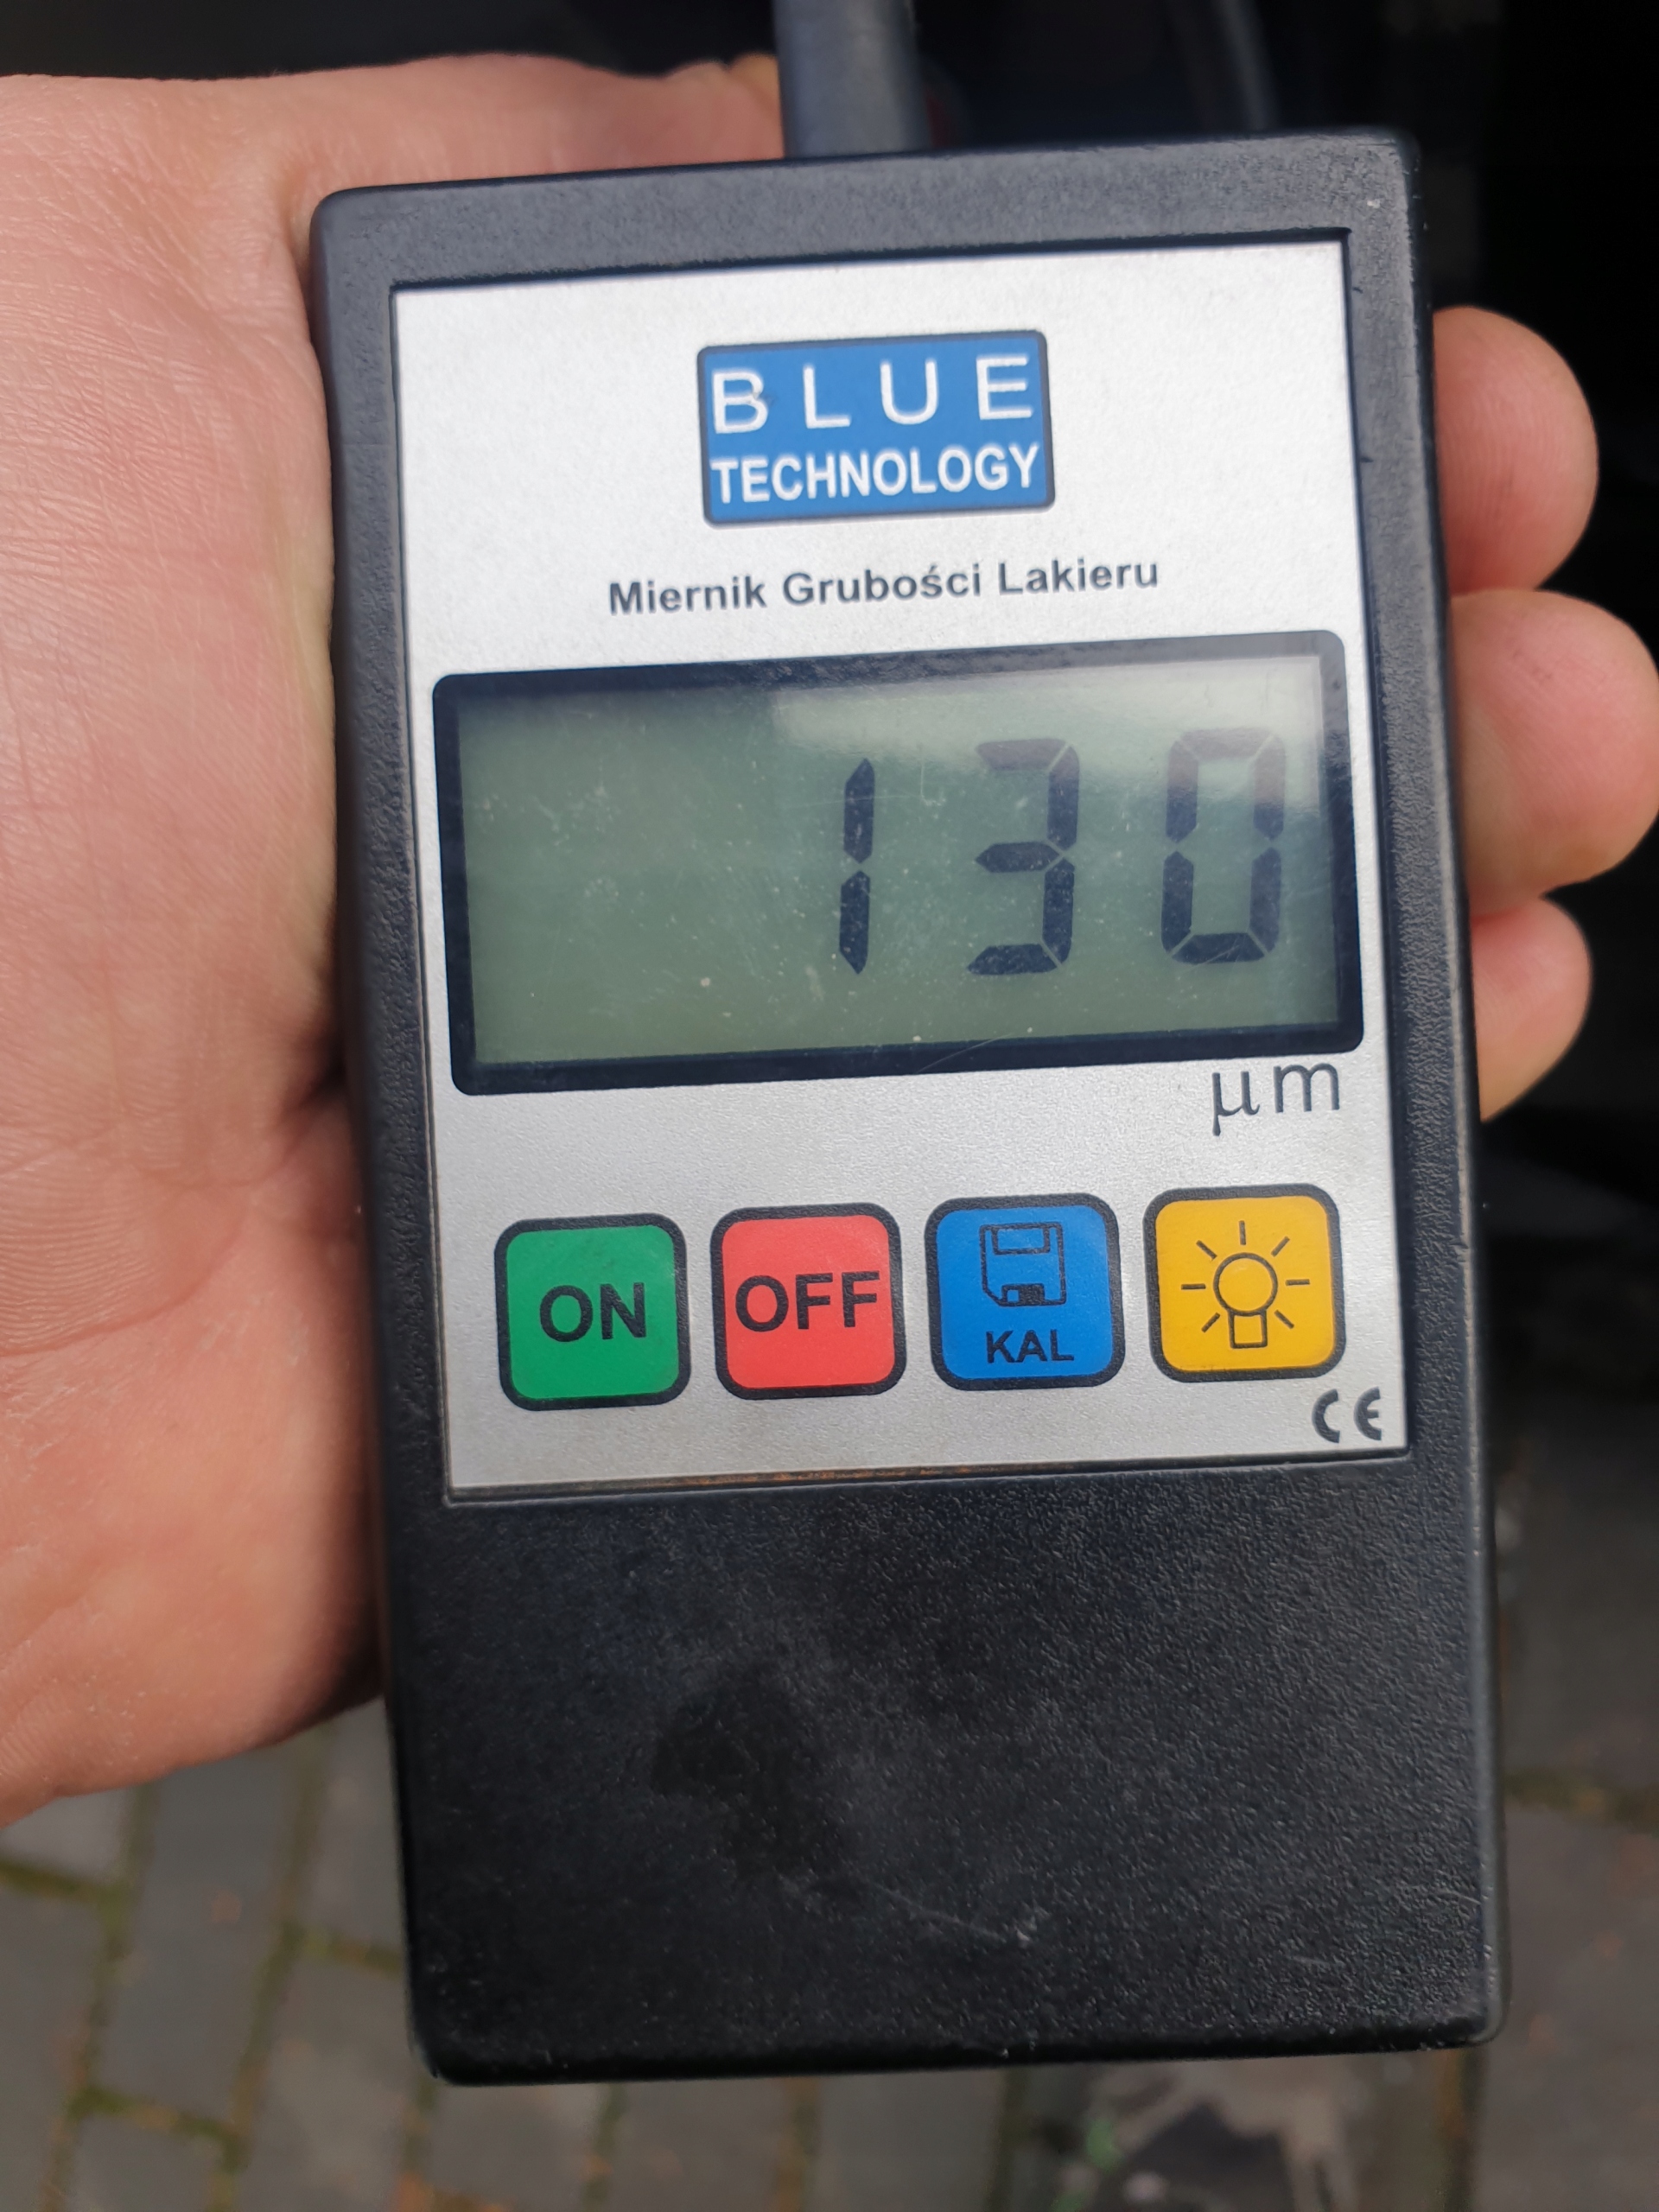 BLUE
TECHNOLOGY
Miernik Grubości Lakieru
130
μm
ON
OFF
KAL
CE